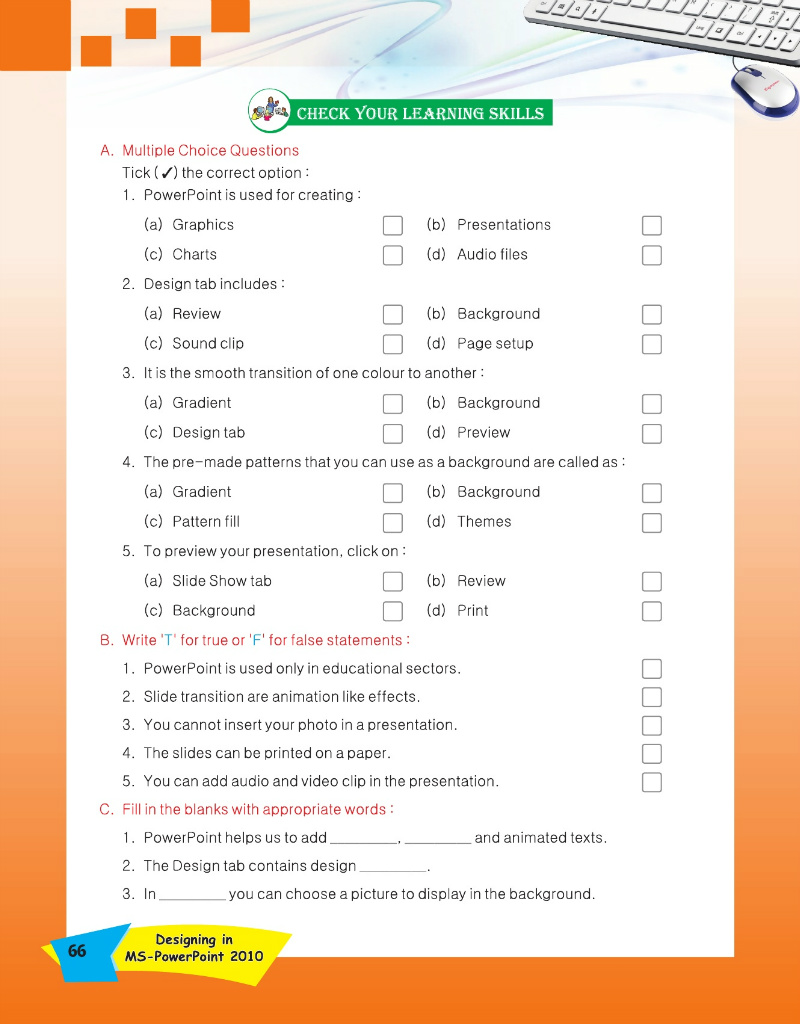 CHECK YOUR LEARNING SKILLS
A. Multiple Choice Questions
Tick (✓) the correct option :
1. PowerPoint is used for creating :
(a) Graphics (b) Presentations
(c) Charts (d) Audio files
2. Design tab includes :
(a) Review (b) Background
(c) Sound clip (d) Page setup
3. It is the smooth transition of one colour to another :
(a) Gradient (b) Background
(c) Design tab (d) Preview
4. The pre-made patterns that you can use as a background are called as :
(a) Gradient (b) Background
(c) Pattern fill (d) Themes
5. To preview your presentation, click on :
(a) Slide Show tab (b) Review
(c) Background (d) Print
B. Write 'T' for true or 'F' for false statements :
1. PowerPoint is used only in educational sectors.
2. Slide transition are animation like effects.
3. You cannot insert your photo in a presentation.
4. The slides can be printed on a paper.
5. You can add audio and video clip in the presentation.
C. Fill in the blanks with appropriate words :
1. PowerPoint helps us to add ________, ________ and animated texts.
2. The Design tab contains design ________.
3. In ________ you can choose a picture to display in the background.
66
Designing in
MS-PowerPoint 2010